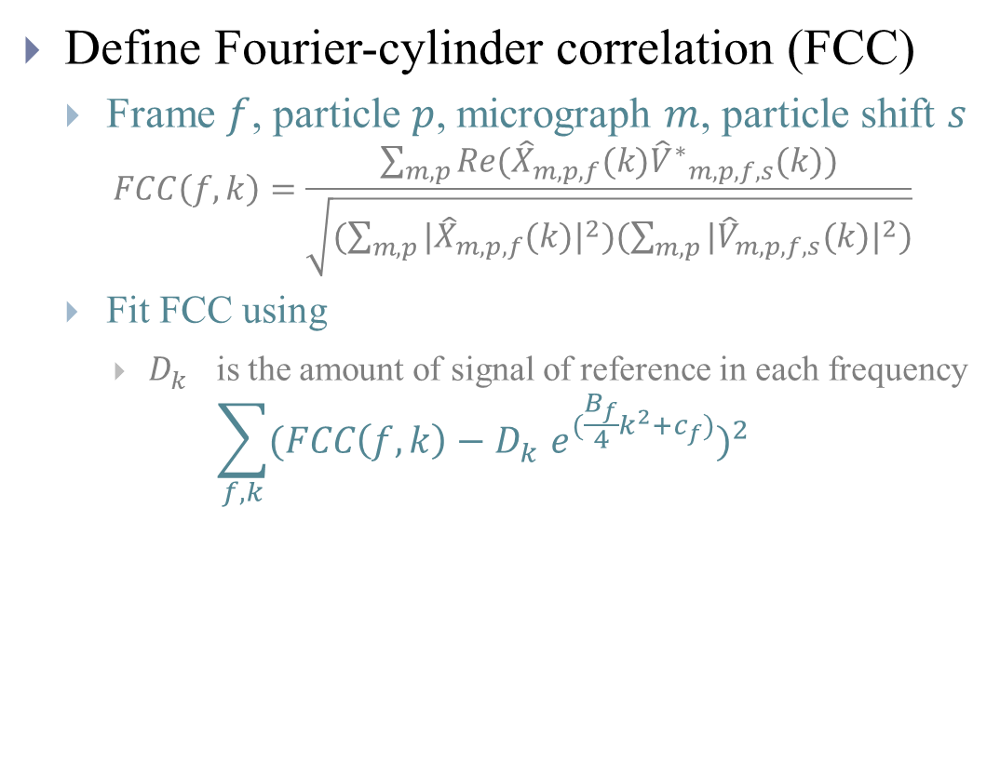 Define Fourier-cylinder correlation (FCC)
Frame 𝑓, particle 𝑝, micrograph 𝑚, particle shift 𝑠
𝐹𝐶𝐶(𝑓, 𝑘) = \frac{\sum_{m,p} Re(\hat{X}_{m,p,f}(k)\hat{V}^*_{m,p,f,s}(k))}{\sqrt{(\sum_{m,p} |\hat{X}_{m,p,f}(k)|^2)(\sum_{m,p} |\hat{V}_{m,p,f,s}(k)|^2)}}
Fit FCC using
𝐷ₖ is the amount of signal of reference in each frequency
\sum_{f,k} (FCC(f, k) − D_k e^{(\frac{B_f}{4}k^2+c_f)})^2